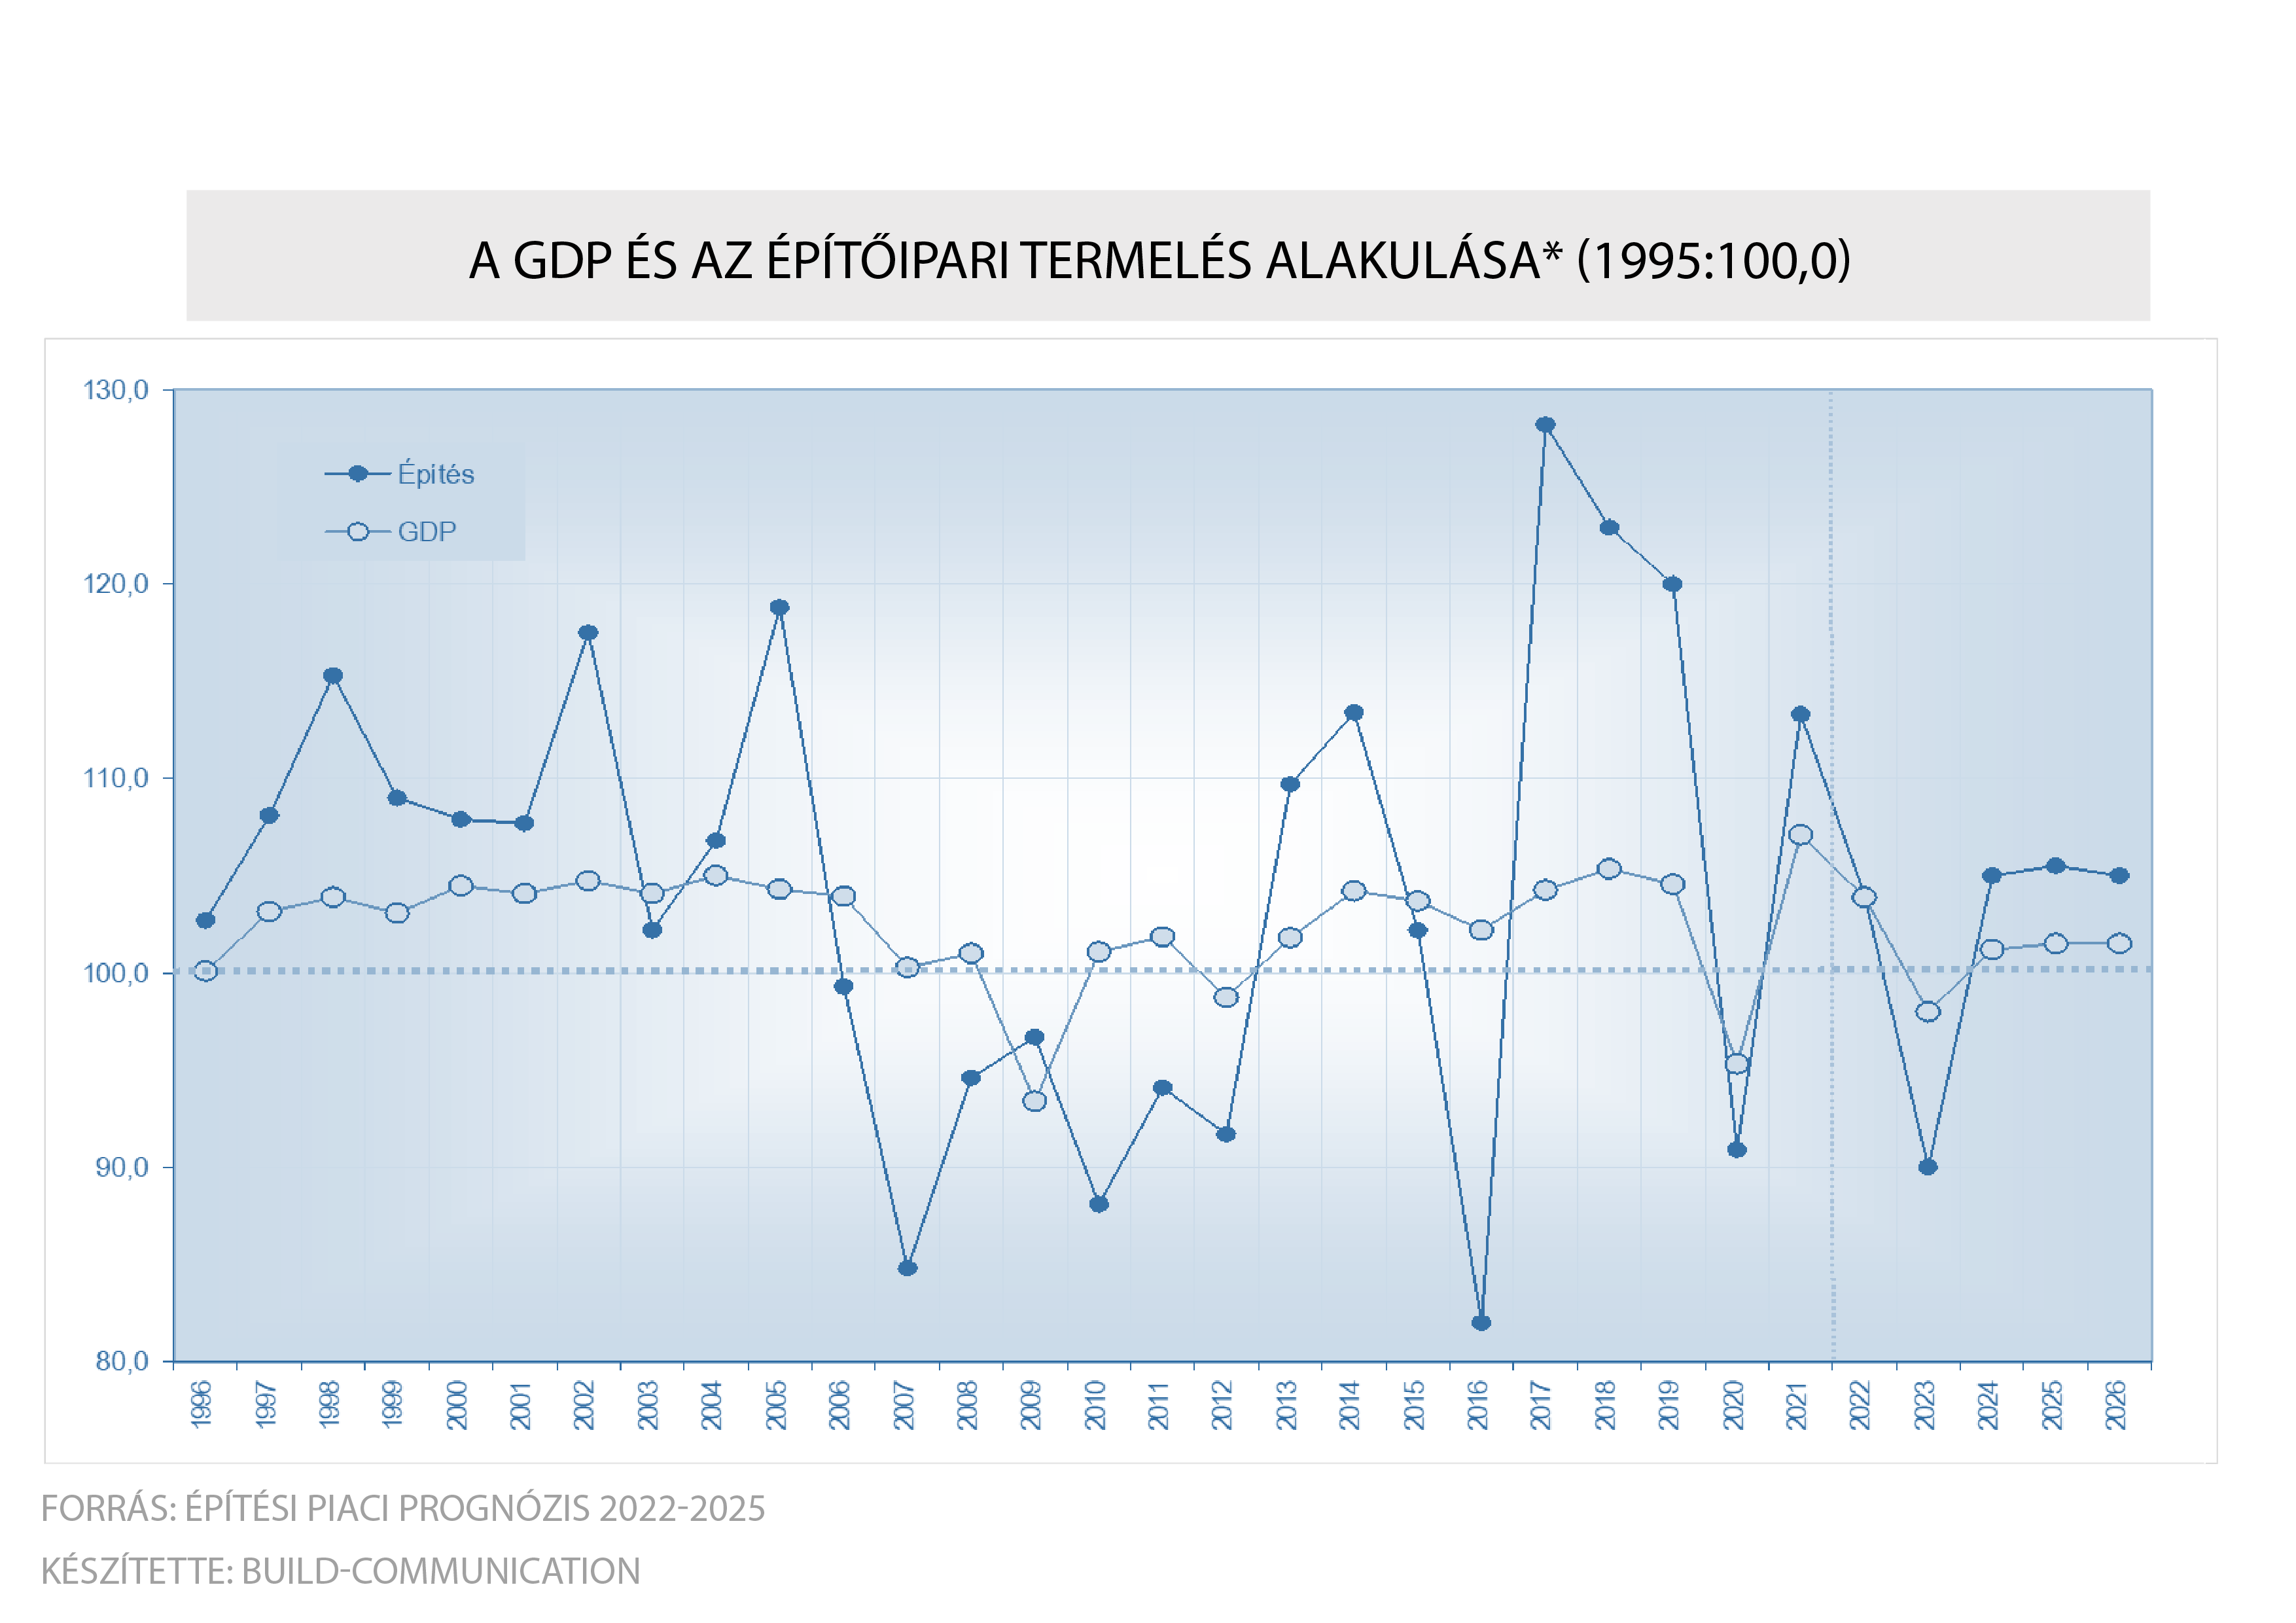 A GDP ÉS AZ ÉPÍTŐIPARI TERMELÉS ALAKULÁSA* (1995:100,0)
130,0
Épités
GDP
120,0
110,0
100,0
90,0
80,0
1996 1997 1998 1999 2000 2001 2002 2003 2004 2005 2006 2007 2008 2009 2010 2011 2012 2013 2014 2015 2016 2017 2018 2019 2020 2021 2022 2023 2024 2025 2026
FORRÁS: ÉPÍTÉSI PIACI PROGNÓZIS 2022-2025
KÉSZÍTETTE: BUILD-COMMUNICATION